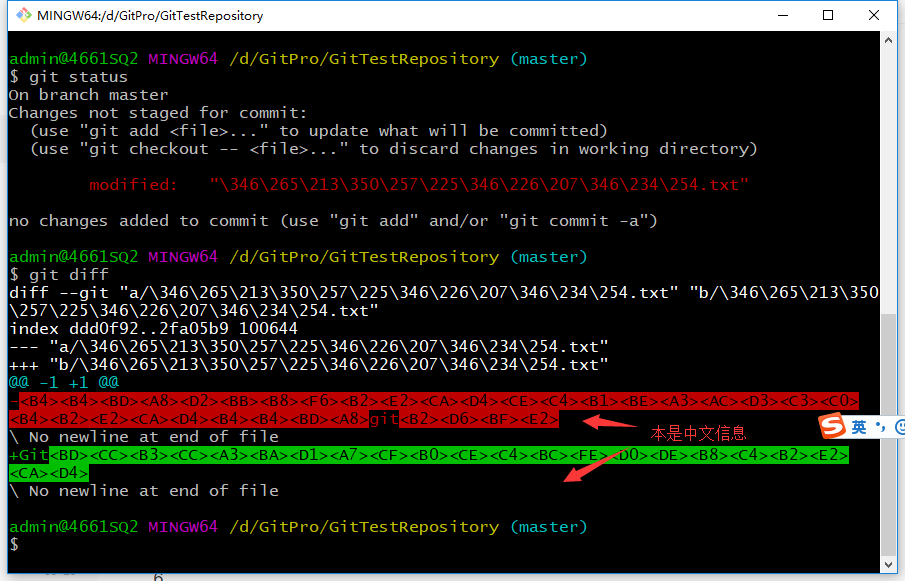 MINGW64:/d/GitPro/GitTestRepository
admin@4661SQ2 MINGW64 /d/GitPro/GitTestRepository (master)
$ git status
On branch master
Changes not staged for commit:
(use "git add <file>..." to update what will be committed)
(use "git checkout -- <file>..." to discard changes in working directory)
modified: "\346\265\213\350\257\225\346\226\207\346\234\254.txt"
no changes added to commit (use "git add" and/or "git commit -a")
admin@4661SQ2 MINGW64 /d/GitPro/GitTestRepository (master)
$ git diff
diff --git "a/\346\265\213\350\257\225\346\226\207\346\234\254.txt" "b/\346\265\213\350
\257\225\346\226\207\346\234\254.txt"
index ddd0f92..2fa05b9 100644
--- "a/\346\265\213\350\257\225\346\226\207\346\234\254.txt"
+++ "b/\346\265\213\350\257\225\346\226\207\346\234\254.txt"
@@ -1 +1 @@
-<B4><B4><BD><A8><D2><BB><B8><F6><B2><E2><CA><D4><CE><C4><B1><BE><A3><AC><D3><C3><C0>
<B4><B2><E2><CA><D4><B4><B4><BD><A8>git<B2><D6><BF><E2>
\ No newline at end of file
本是中文信息
+Git<BD><CC><B3><CC><A3><BA><D1><A7><CF><B0><CE><C4><BC><FE><D0><DE><B8><C4><B2><E2>
<CA><D4>
\ No newline at end of file
admin@4661SQ2 MINGW64 /d/GitPro/GitTestRepository (master)
$
S 英
6